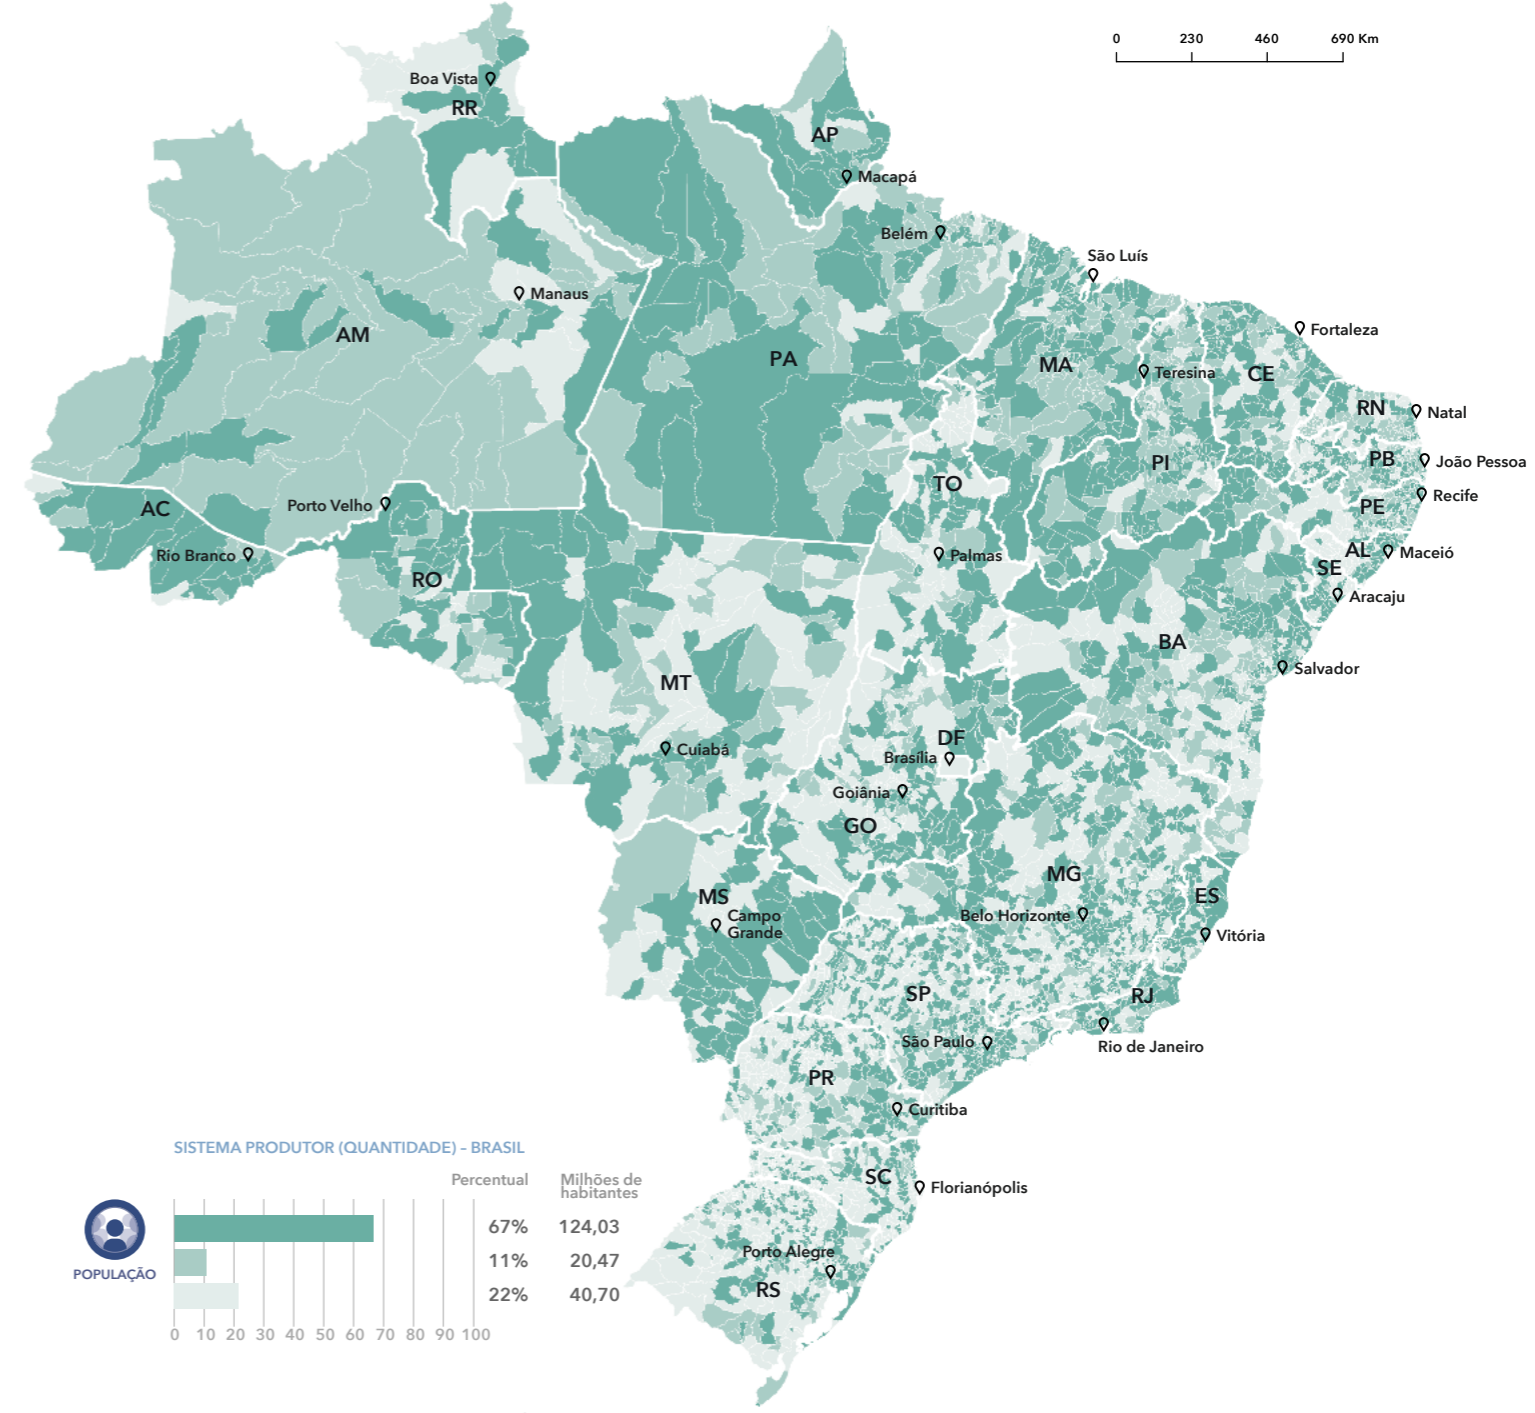 0 230 460 690 Km
Boa Vista
RR
AP
Macapá
Belém
São Luís
Manaus
Fortaleza
AM
PA
MA
Teresina
CE
RN
Natal
PI
PB
João Pessoa
TO
Recife
AC
Porto Velho
PE
Rio Branco
Palmas
AL
Maceió
RO
SE
Aracaju
BA
Salvador
MT
DF
Cuiabá
Brasília
Goiânia
GO
MG
MS
ES
Campo
Grande
Belo Horizonte
Vitória
SP
RJ
São Paulo
Rio de Janeiro
PR
Curitiba
SISTEMA PRODUTOR (QUANTIDADE) – BRASIL
SC
Percentual
Milhões de
habitantes
Florianópolis
67% 124,03
Porto Alegre
11% 20,47
POPULAÇÃO
RS
22% 40,70
0 10 20 30 40 50 60 70 80 90 100